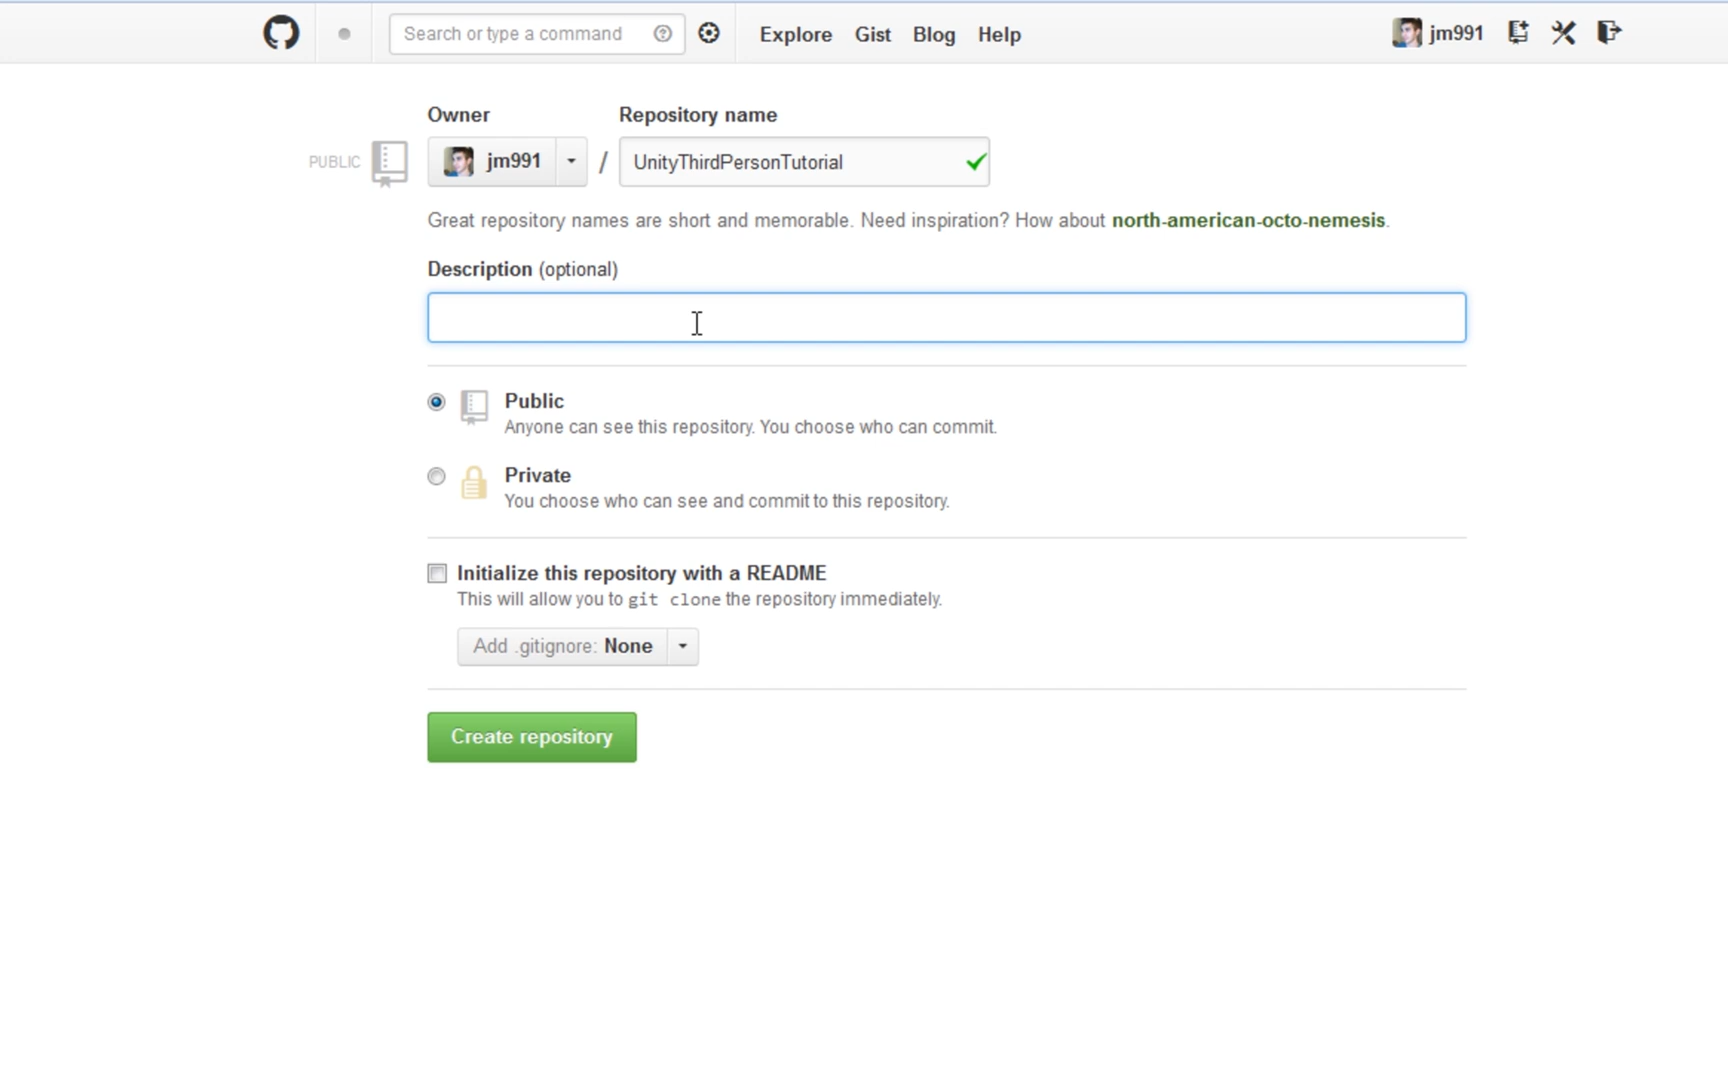 Search or type a command
Explore Gist Blog Help
jm991
Owner Repository name
PUBLIC jm991 / UnityThirdPersonTutorial
Great repository names are short and memorable. Need inspiration? How about north-american-octo-nemesis.
Description (optional)
Public
Anyone can see this repository. You choose who can commit.
Private
You choose who can see and commit to this repository.
Initialize this repository with a README
This will allow you to git clone the repository immediately.
Add .gitignore: None
Create repository